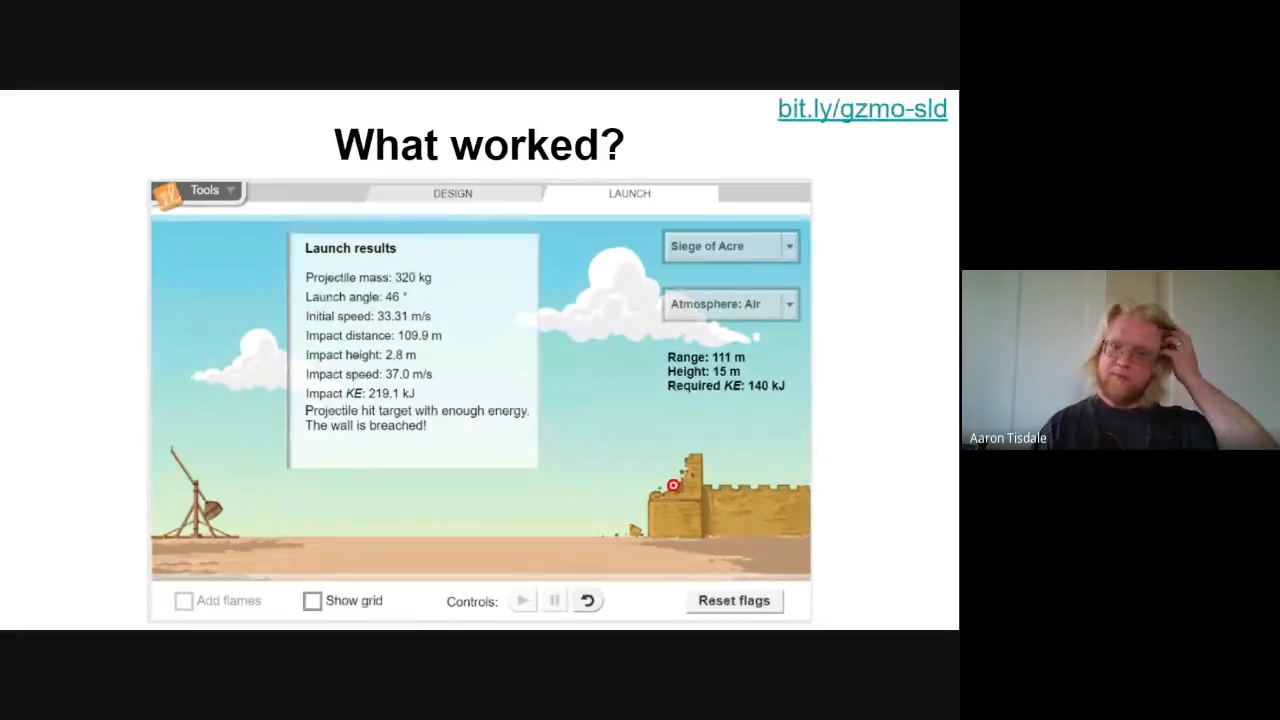 bit.ly/gzmo-sld
What worked?
Tools
DESIGN
LAUNCH
Launch results
Projectile mass: 320 kg
Launch angle: 46 °
Initial speed: 33.31 m/s
Impact distance: 109.9 m
Impact height: 2.8 m
Impact speed: 37.0 m/s
Impact KE: 219.1 kJ
Projectile hit target with enough energy.
The wall is breached!
Siege of Acre
Atmosphere: Air
Range: 111 m
Height: 15 m
Required KE: 140 kJ
Add flames
Show grid
Controls:
Reset flags
Aaron Tisdale